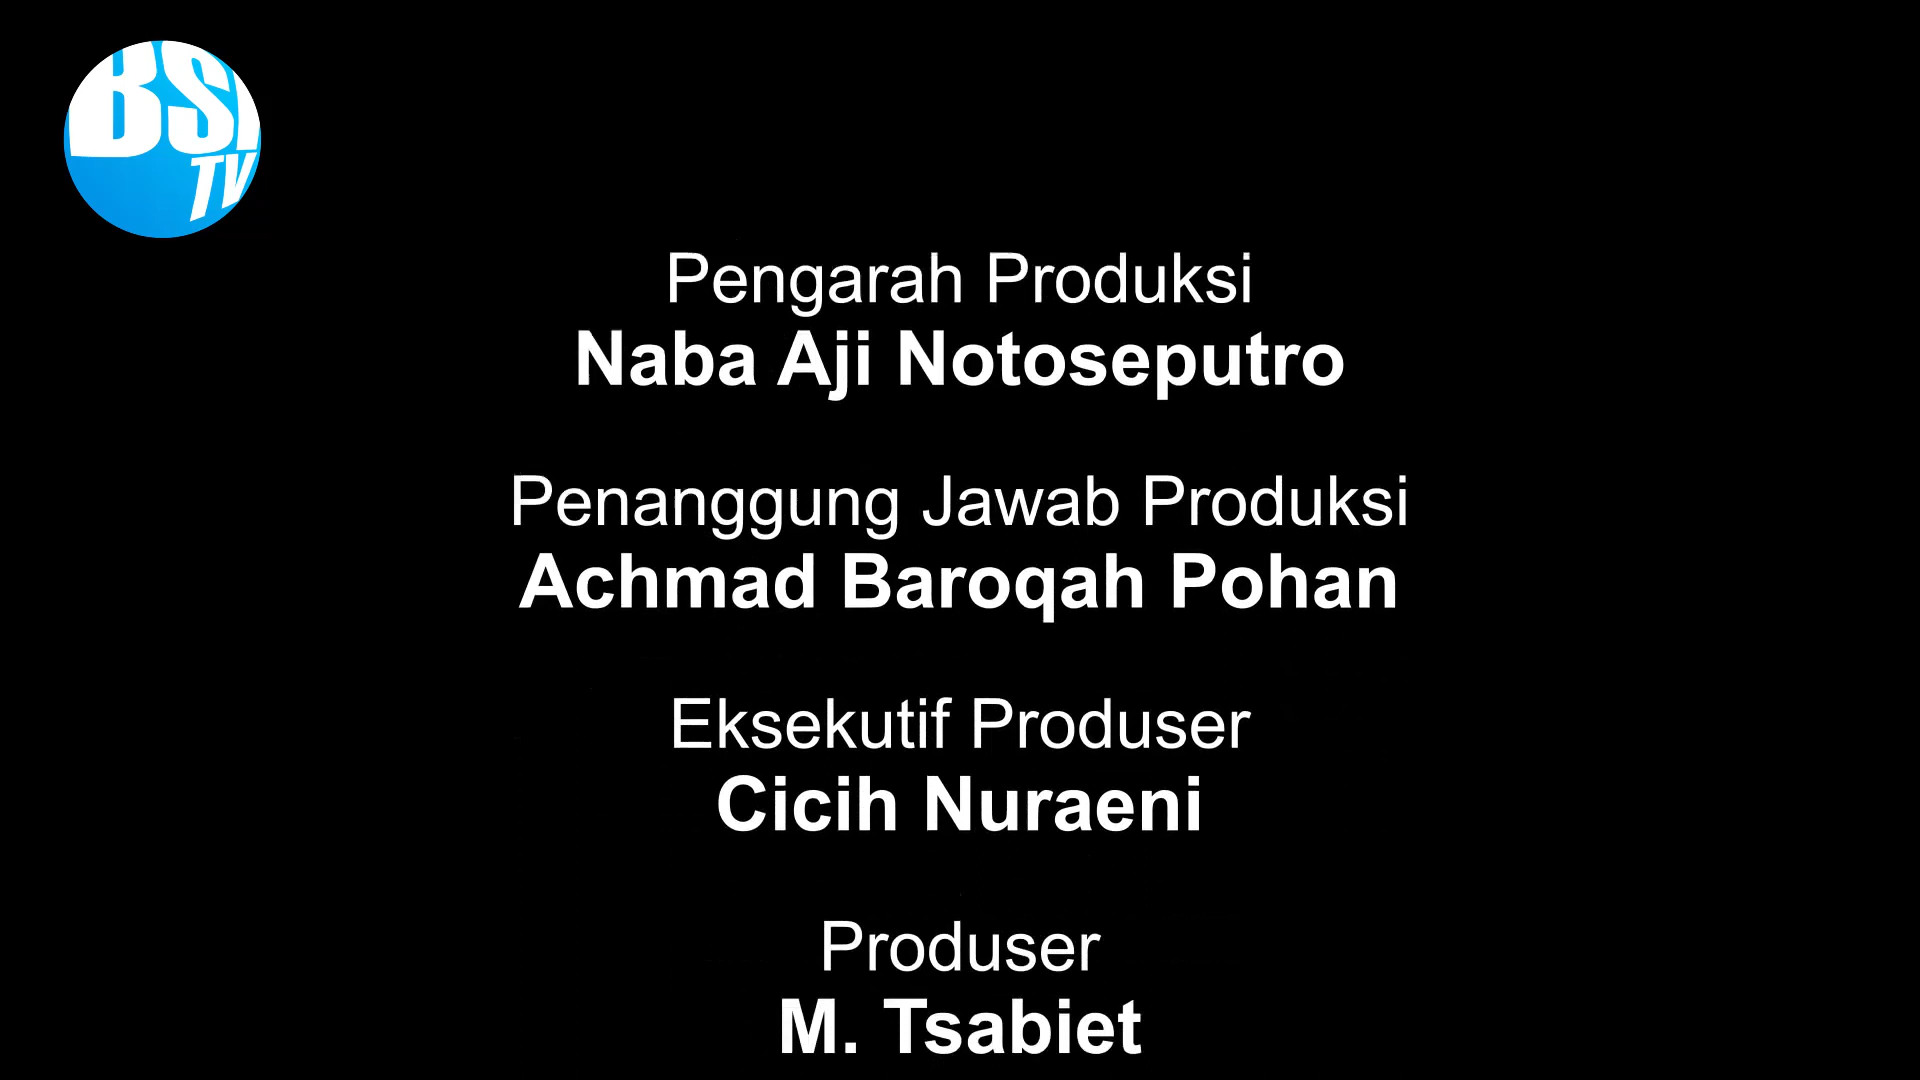 BSI
TV
Pengarah Produksi
Naba Aji Notoseputro
Penanggung Jawab Produksi
Achmad Baroqah Pohan
Eksekutif Produser
Cicih Nuraeni
Produser
M. Tsabiet